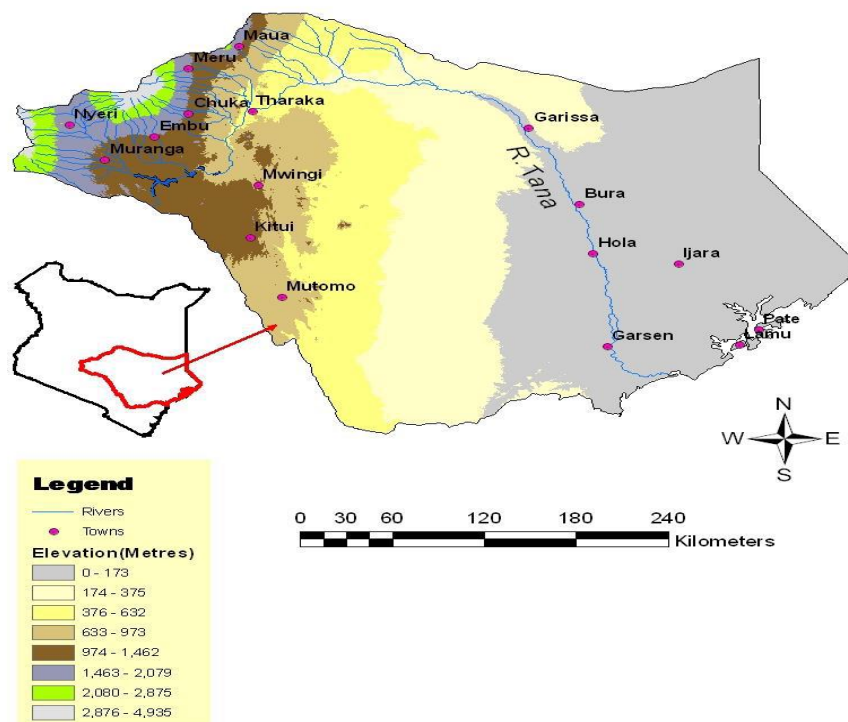 Maua
Meru
Chuka
Tharaka
Nyeri
Embu
Muranga
Garissa
R.Tana
Mwingi
Bura
Kitui
Hola
Ijara
Mutomo
Pate
Lamu
Garsen
N
W E
S
Legend
Rivers
Towns
Elevation(Metres)
0 - 173
174 - 375
376 - 632
633 - 973
974 - 1,462
1,463 - 2,079
2,080 - 2,875
2,876 - 4,935
0 30 60 120 180 240
Kilometers